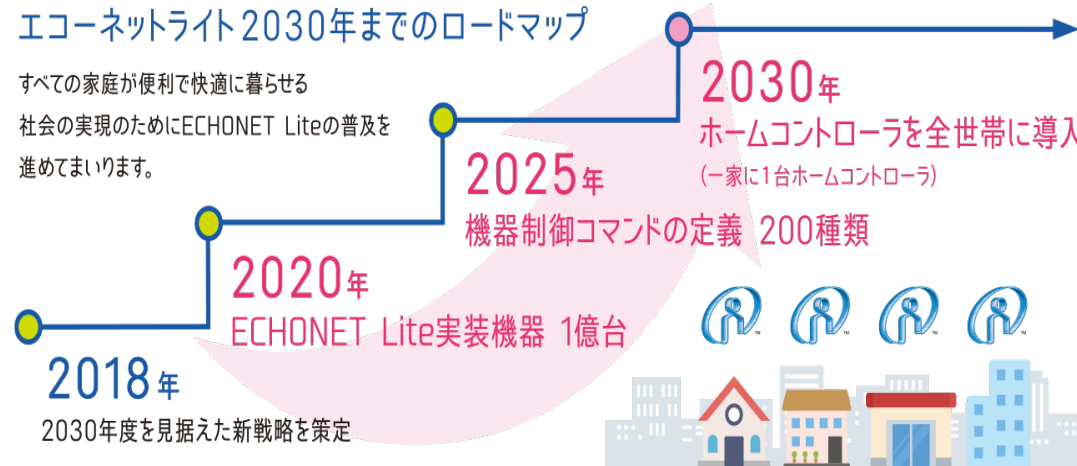 エコーネットライト2030年までのロードマップ
すべての家庭が便利で快適に暮らせる
社会の実現のためにECHONET Liteの普及を
進めてまいります。
2030年
ホームコントローラを全世帯に導入
(一家に1台ホームコントローラ)
2025年
機器制御コマンドの定義 200種類
2020年
ECHONET Lite実装機器 1億台
2018年
2030年度を見据えた新戦略を策定